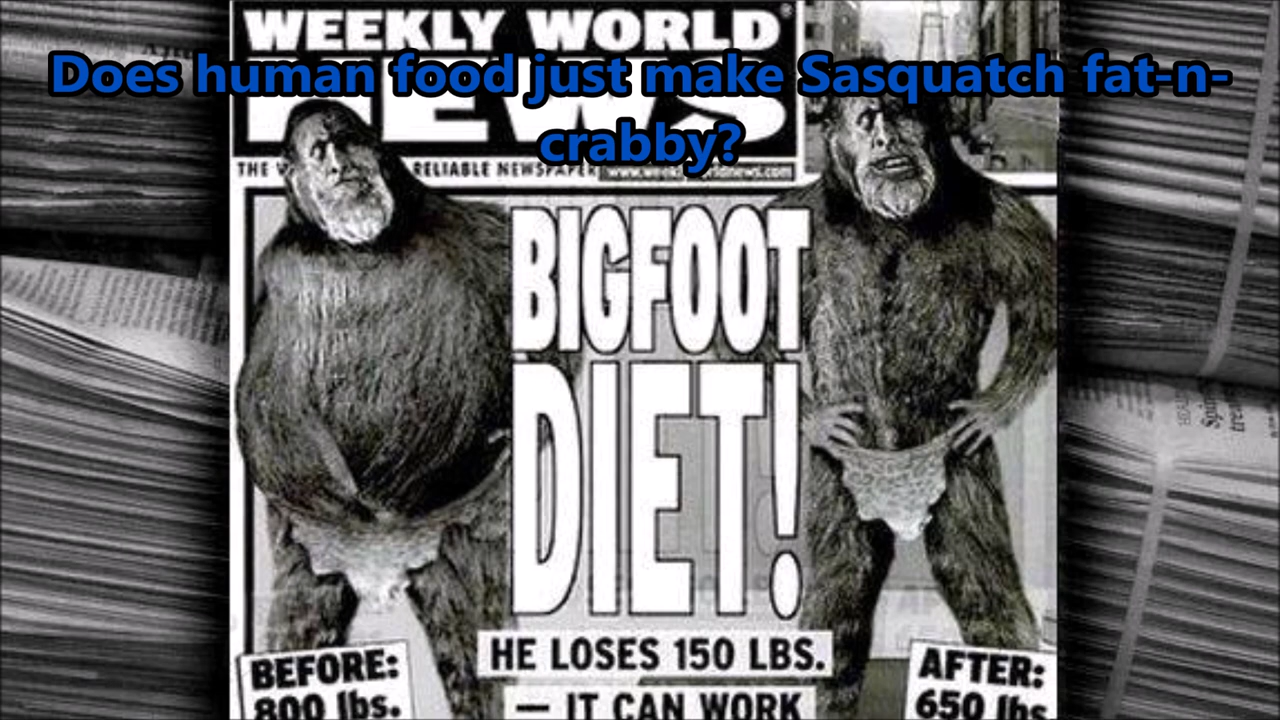 Does human food just make Sasquatch fat-n-
crabby?
WEEKLY WORLD
NEWS
THE RELIABLE NEWSPAPER
BIGFOOT
DIET!
HE LOSES 150 LBS.
— IT CAN WORK
BEFORE:
800 lbs.
AFTER:
650 lbs